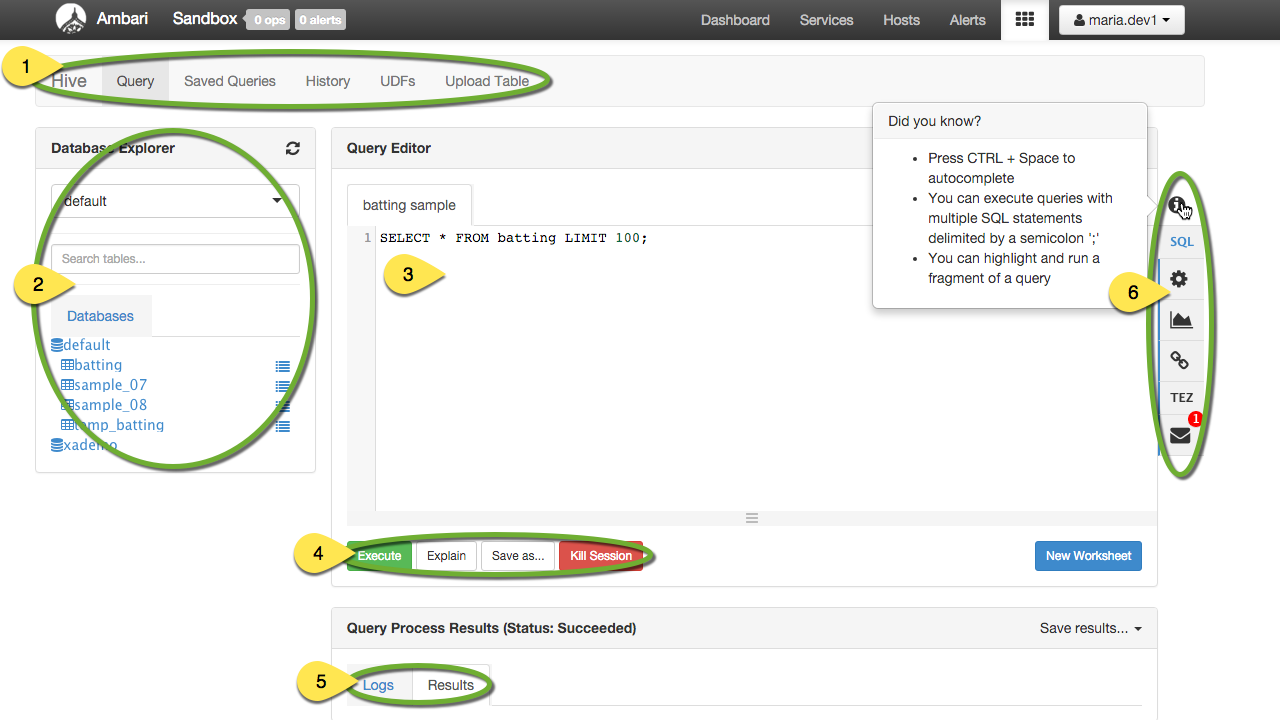 Ambari Sandbox 0 ops 0 alerts Dashboard Services Hosts Alerts maria.dev1
1
Hive Query Saved Queries History UDFs Upload Table
Did you know?
Press CTRL + Space to
autocomplete
You can execute queries with
multiple SQL statements
delimited by a semicolon ';'
You can highlight and run a
fragment of a query
Database Explorer
default
Search tables...
2
Databases
default
batting
sample_07
sample_08
temp_batting
xademo
Query Editor
batting sample
1 SELECT * FROM batting LIMIT 100;
3
SQL
6
TEZ
1
4
Execute Explain Save as... Kill Session New Worksheet
Query Process Results (Status: Succeeded) Save results...
5
Logs Results